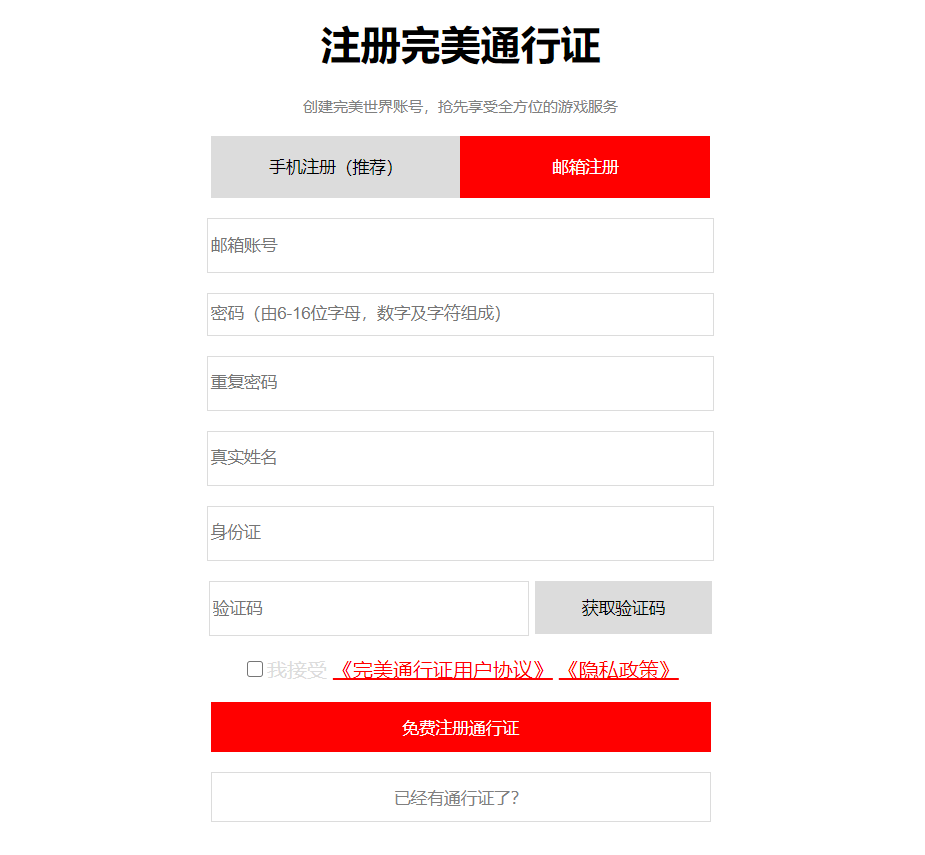 注册完美通行证
创建完美世界账号，抢先享受全方位的游戏服务
手机注册（推荐） 邮箱注册
邮箱账号
密码（由6-16位字母，数字及字符组成）
重复密码
真实姓名
身份证
验证码 获取验证码
我接受 《完美通行证用户协议》 《隐私政策》
免费注册通行证
已经有通行证了?